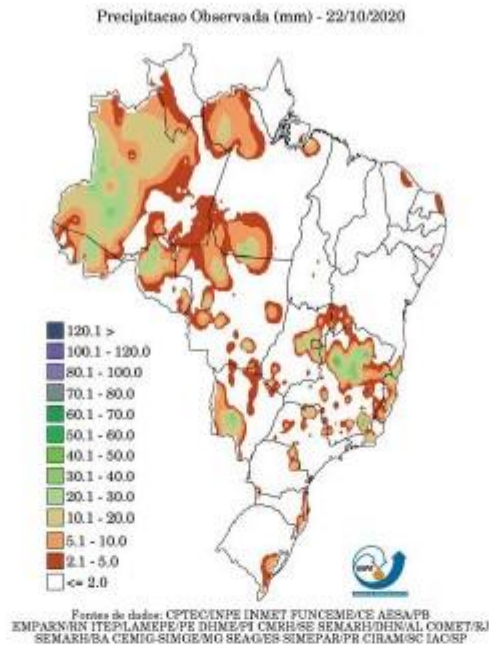 Precipitacao Observada (mm) - 22/10/2020
120.1 >
100.1 - 120.0
80.1 - 100.0
70.1 - 80.0
60.1 - 70.0
50.1 - 60.0
40.1 - 50.0
30.1 - 40.0
20.1 - 30.0
10.1 - 20.0
5.1 - 10.0
2.1 - 5.0
<= 2.0
Fontes de dados: CPTEC/INPE INMET FUNCEME/CE AESA/PB
EMPARN/RN ITEP/LAMEPE/PE DHME/PI CMRH/SE SEMARH/DHN/AL COMET/RJ
SEMARH/BA CEMIG-SIMGE/MG SEAG/ES SIMEPAR/PR CIRAM/SC IAC/SP